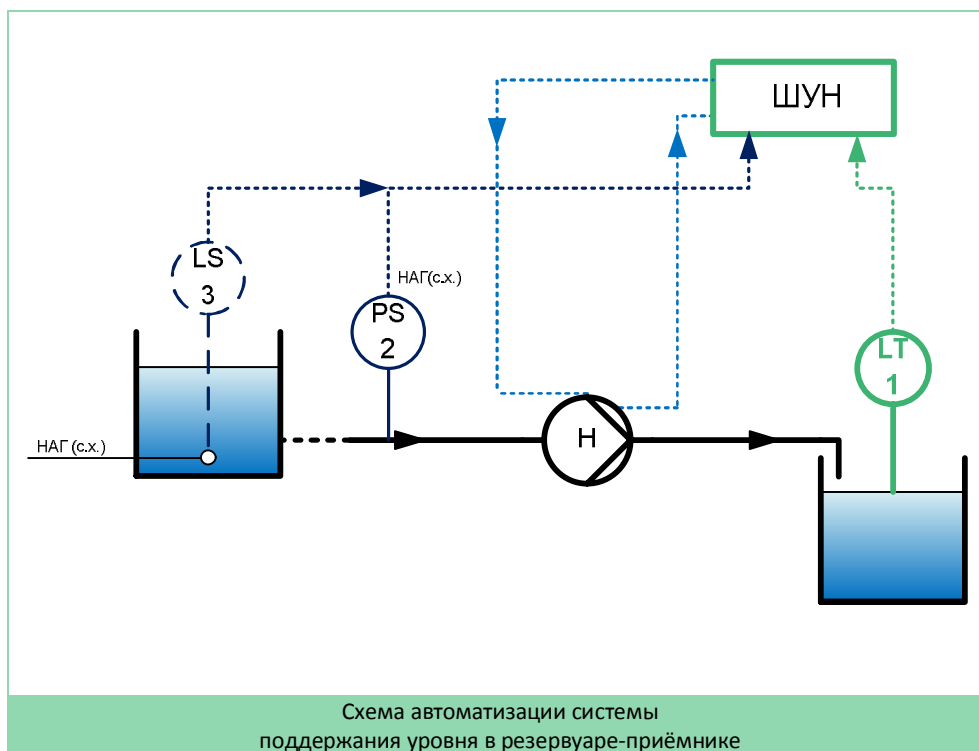 ШУН
LS
3
НАГ(с.х.)
PS
2
LT
1
Н
НАГ (с.х.)
Схема автоматизации системы
поддержания уровня в резервуаре-приёмнике